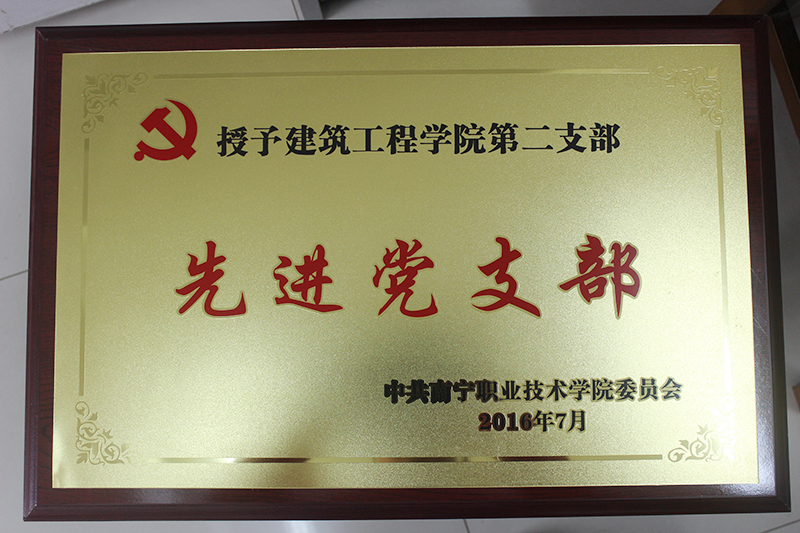 授予建筑工程学院第二支部
先进党支部
中共南宁职业技术学院委员会
2016年7月